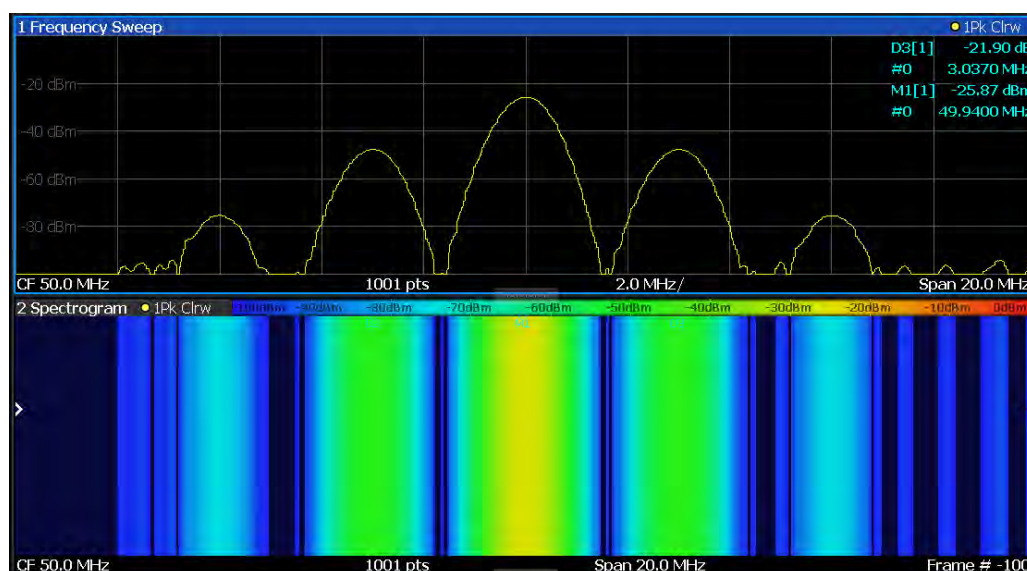 1 Frequency Sweep
1Pk Clrw
D3[1] -21.90 dB
#0 3.0370 MHz
M1[1] -25.87 dBm
#0 49.9400 MHz
-20 dBm
-40 dBm
-60 dBm
-80 dBm
CF 50.0 MHz 1001 pts 2.0 MHz/ Span 20.0 MHz
2 Spectrogram 1Pk Clrw -100dBm -90dBm -80dBm -70dBm -60dBm -50dBm -40dBm -30dBm -20dBm -10dBm 0dBm
CF 50.0 MHz 1001 pts Span 20.0 MHz Frame # -100